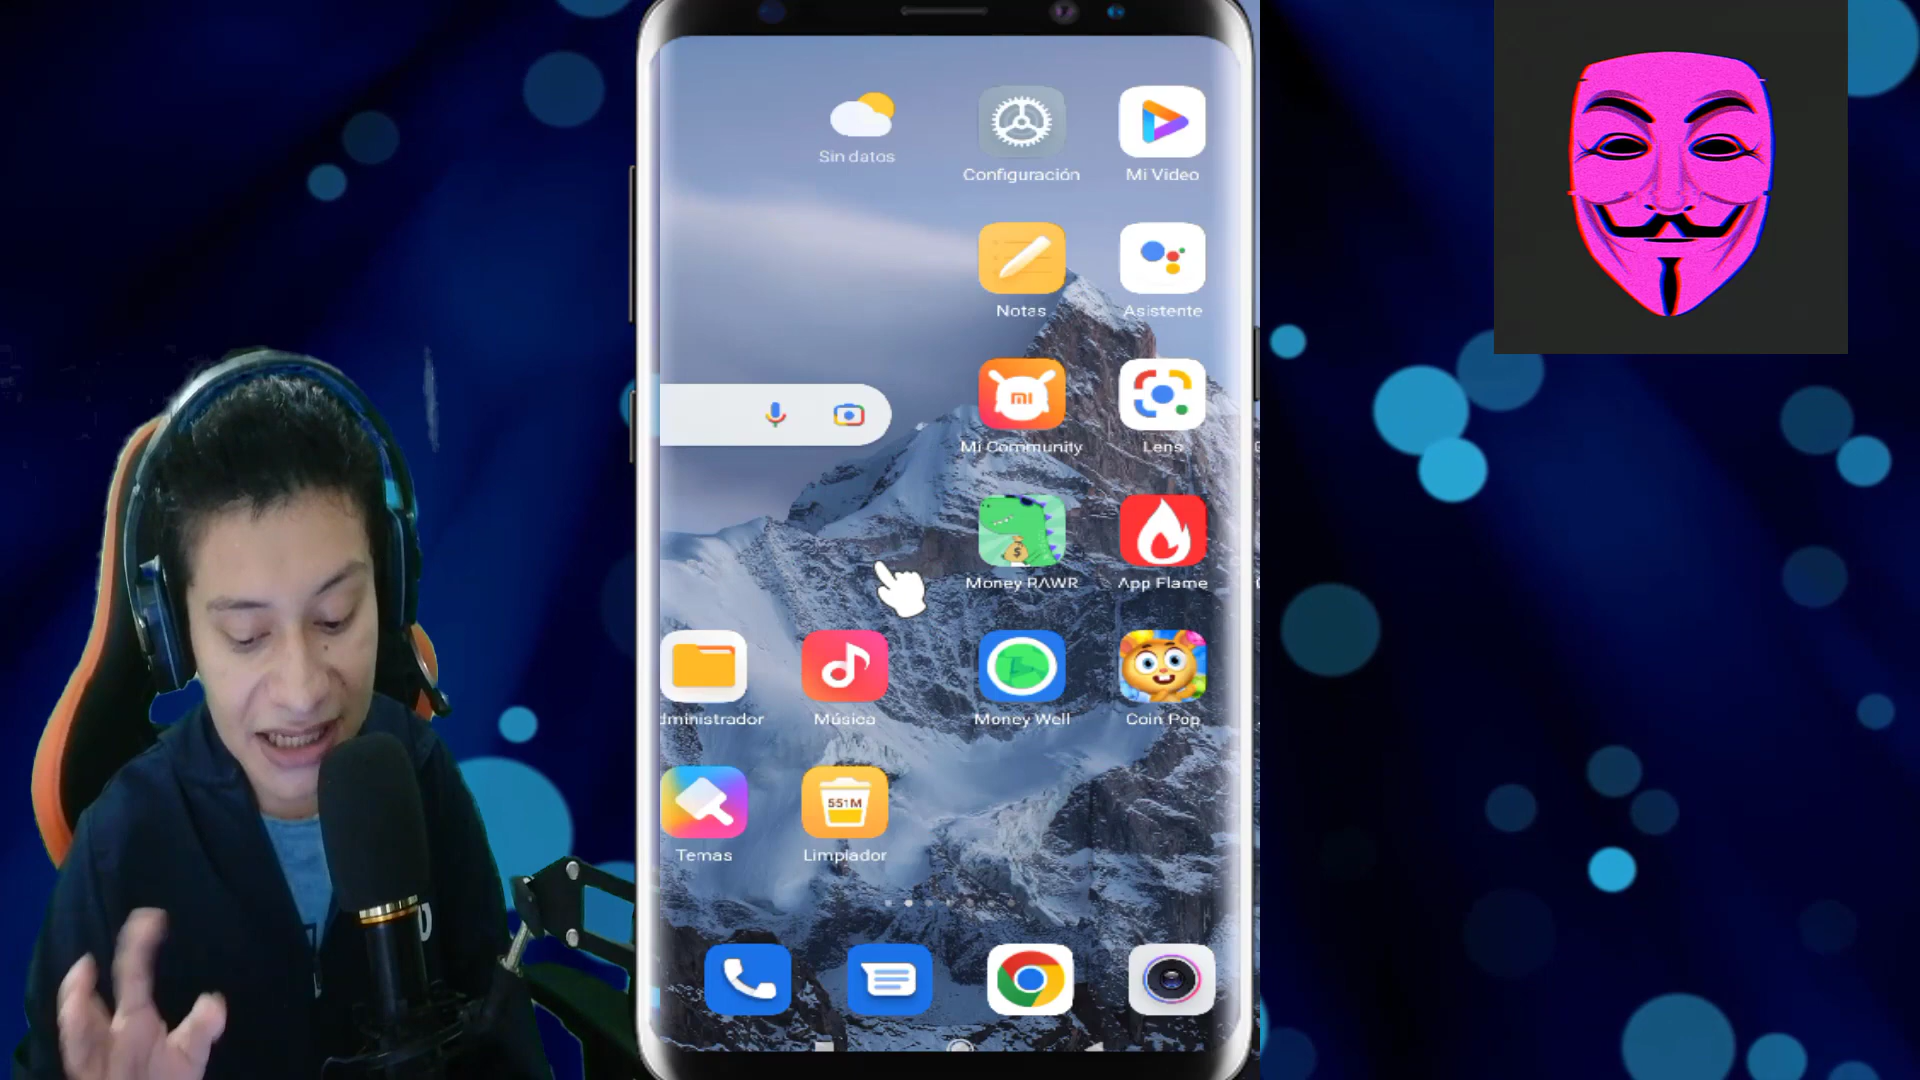 Sin datos
Configuración
Mi Video
Notas
Asistente
mi
Mi Community
Lens
$
Money RAWR
App Flame
dministrador
Música
Money Well
Coin Pop
551M
Temas
Limpiador